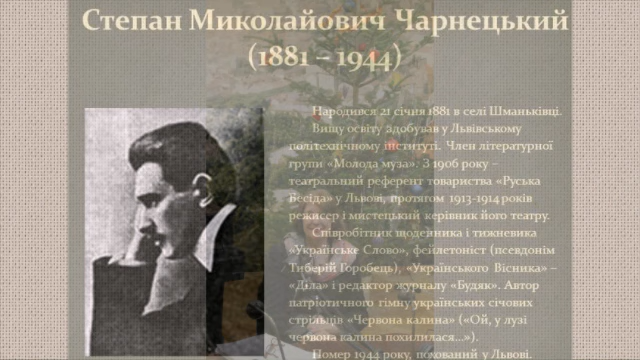 Степан Миколайович Чарнецький
(1881 – 1944)
Народився 21 січня 1881 в селі Шманьківці.
Вищу освіту здобував у Львівському
політехнічному інституті. Член літературної
групи «Молода муза». З 1906 року –
театральний референт товариства «Руська
Бесіда» у Львові, протягом 1913-1914 років
режисер і мистецький керівник його театру.
Співробітник щоденника і тижневика
«Українське Слово», фейлетоніст (псевдонім
Тиберій Горобець), «Українського Вісника» –
«Діла» і редактор журналу «Будяк». Автор
патріотичного гімну українських січових
стрільців «Червона калина» («Ой, у лузі
червона калина похилилася...»).
Помер 1944 року, похований у Львові.